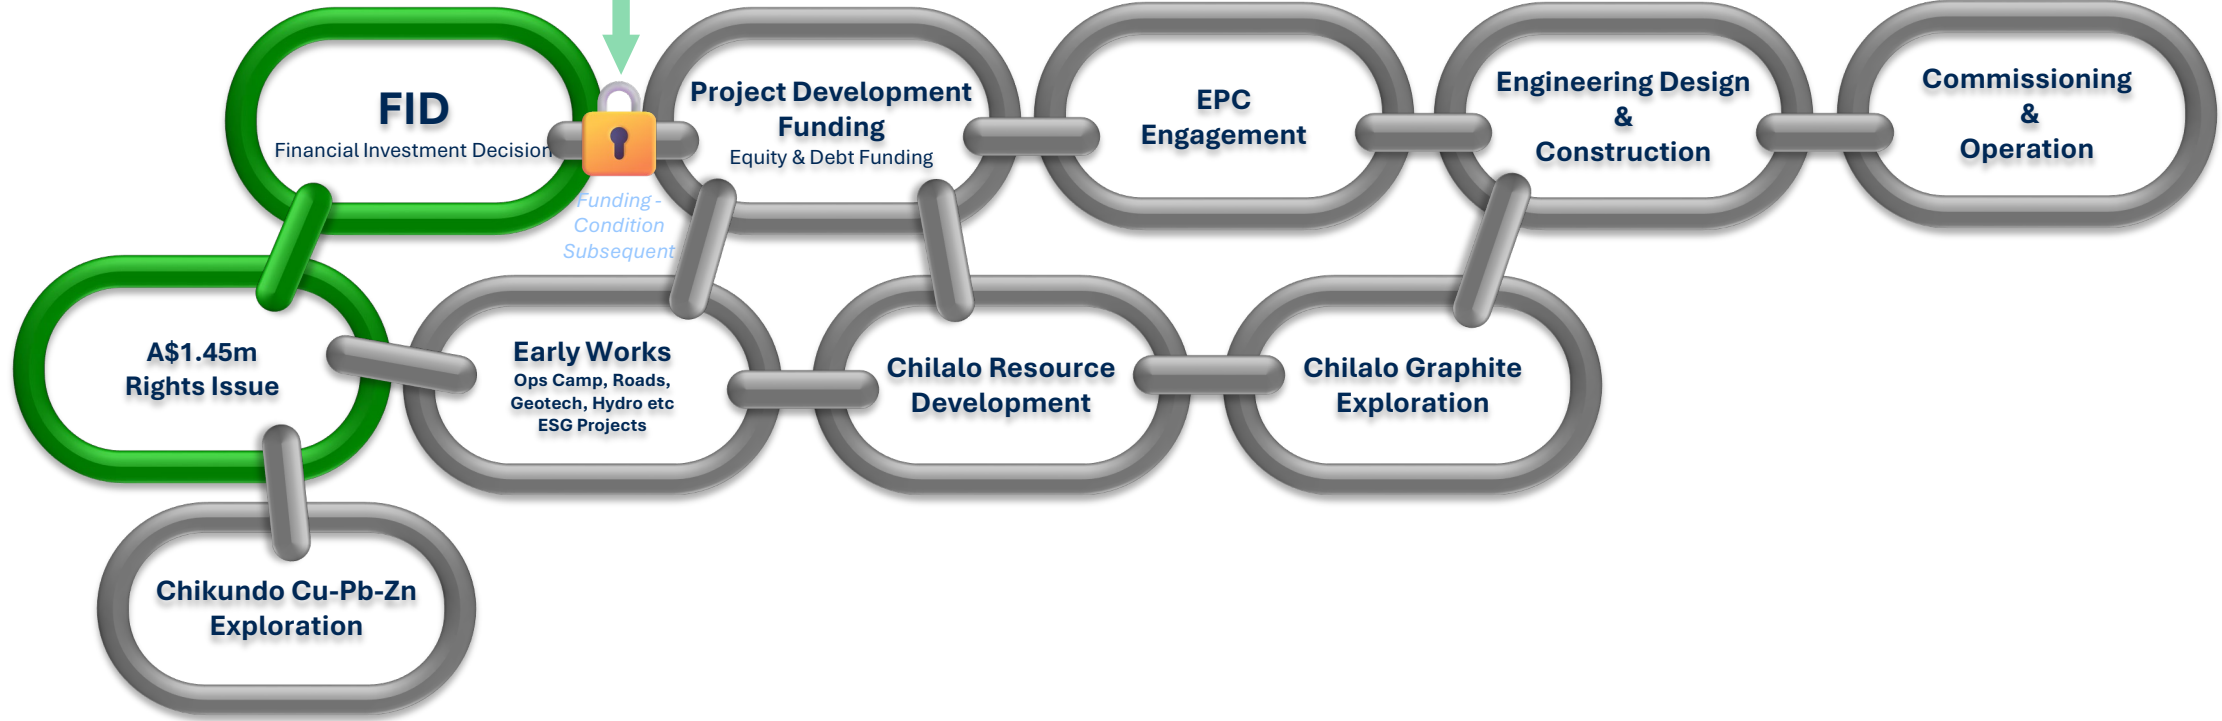 FID
Financial Investment Decision
Funding -
Condition
Subsequent
Project Development
Funding
Equity & Debt Funding
EPC
Engagement
Engineering Design
&
Construction
Commissioning
&
Operation
A$1.45m
Rights Issue
Early Works
Ops Camp, Roads,
Geotech, Hydro etc
ESG Projects
Chilalo Resource
Development
Chilalo Graphite
Exploration
Chikundo Cu-Pb-Zn
Exploration